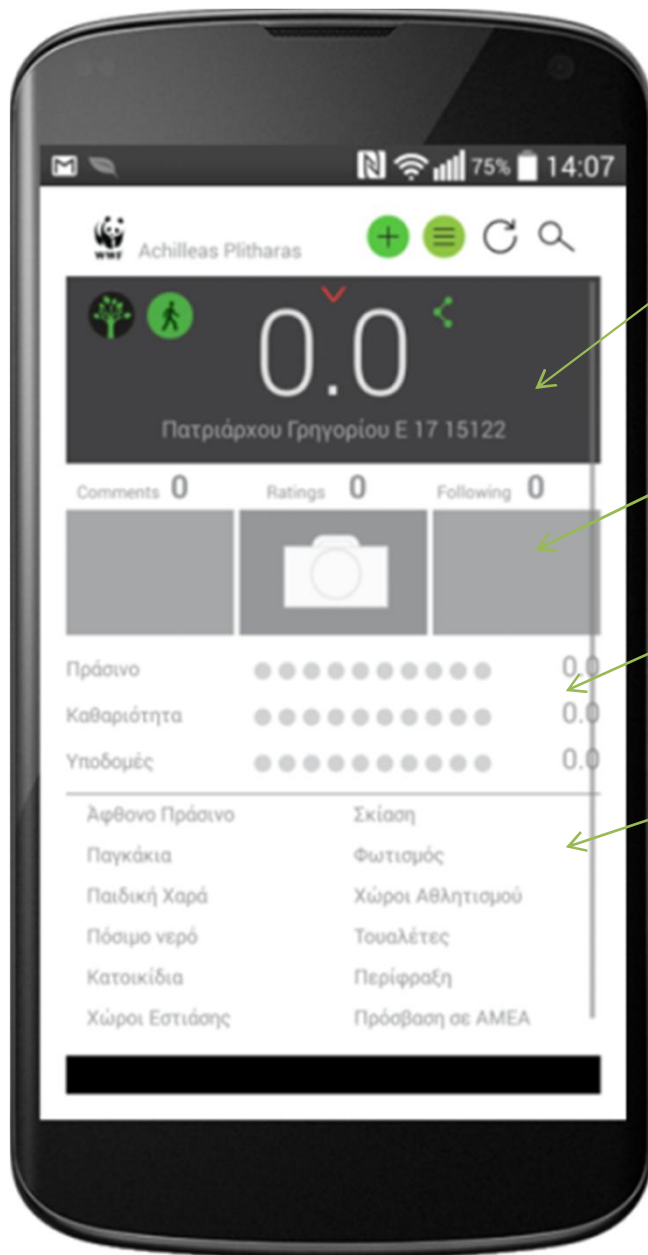 75% 14:07
WWF Achilleas Plitharas
0.0
Πατριάρχου Γρηγορίου Ε 17 15122
Comments 0 Ratings 0 Following 0
Πράσινο 0.0
Καθαριότητα 0.0
Υποδομές 0.0
Άφθονο Πράσινο Σκίαση
Παγκάκια Φωτισμός
Παιδική Χαρά Χώροι Αθλητισμού
Πόσιμο νερό Τουαλέτες
Κατοικίδια Περίφραξη
Χώροι Εστιάσης Πρόσβαση σε ΑΜΕΑ